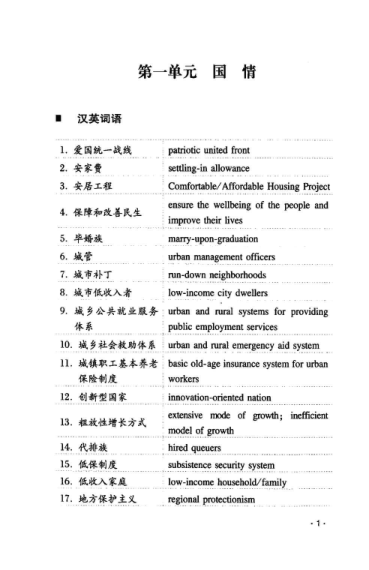 第一单元 国 情
■ 汉英词语
1. 爱国统一战线 patriotic united front
2. 安家费 settling-in allowance
3. 安居工程 Comfortable/Affordable Housing Project
4. 保障和改善民生 ensure the wellbeing of the people and
improve their lives
5. 毕婚族 marry-upon-graduation
6. 城管 urban management officers
7. 城市补丁 run-down neighborhoods
8. 城市低收入者 low-income city dwellers
9. 城乡公共就业服务 urban and rural systems for providing
体系 public employment services
10. 城乡社会救助体系 urban and rural emergency aid system
11. 城镇职工基本养老 basic old-age insurance system for urban
保险制度 workers
12. 创新型国家 innovation-oriented nation
13. 粗放性增长方式 extensive mode of growth; inefficient
model of growth
14. 代排族 hired queuers
15. 低保制度 subsistence security system
16. 低收入家庭 low-income household/family
17. 地方保护主义 regional protectionism
·1·